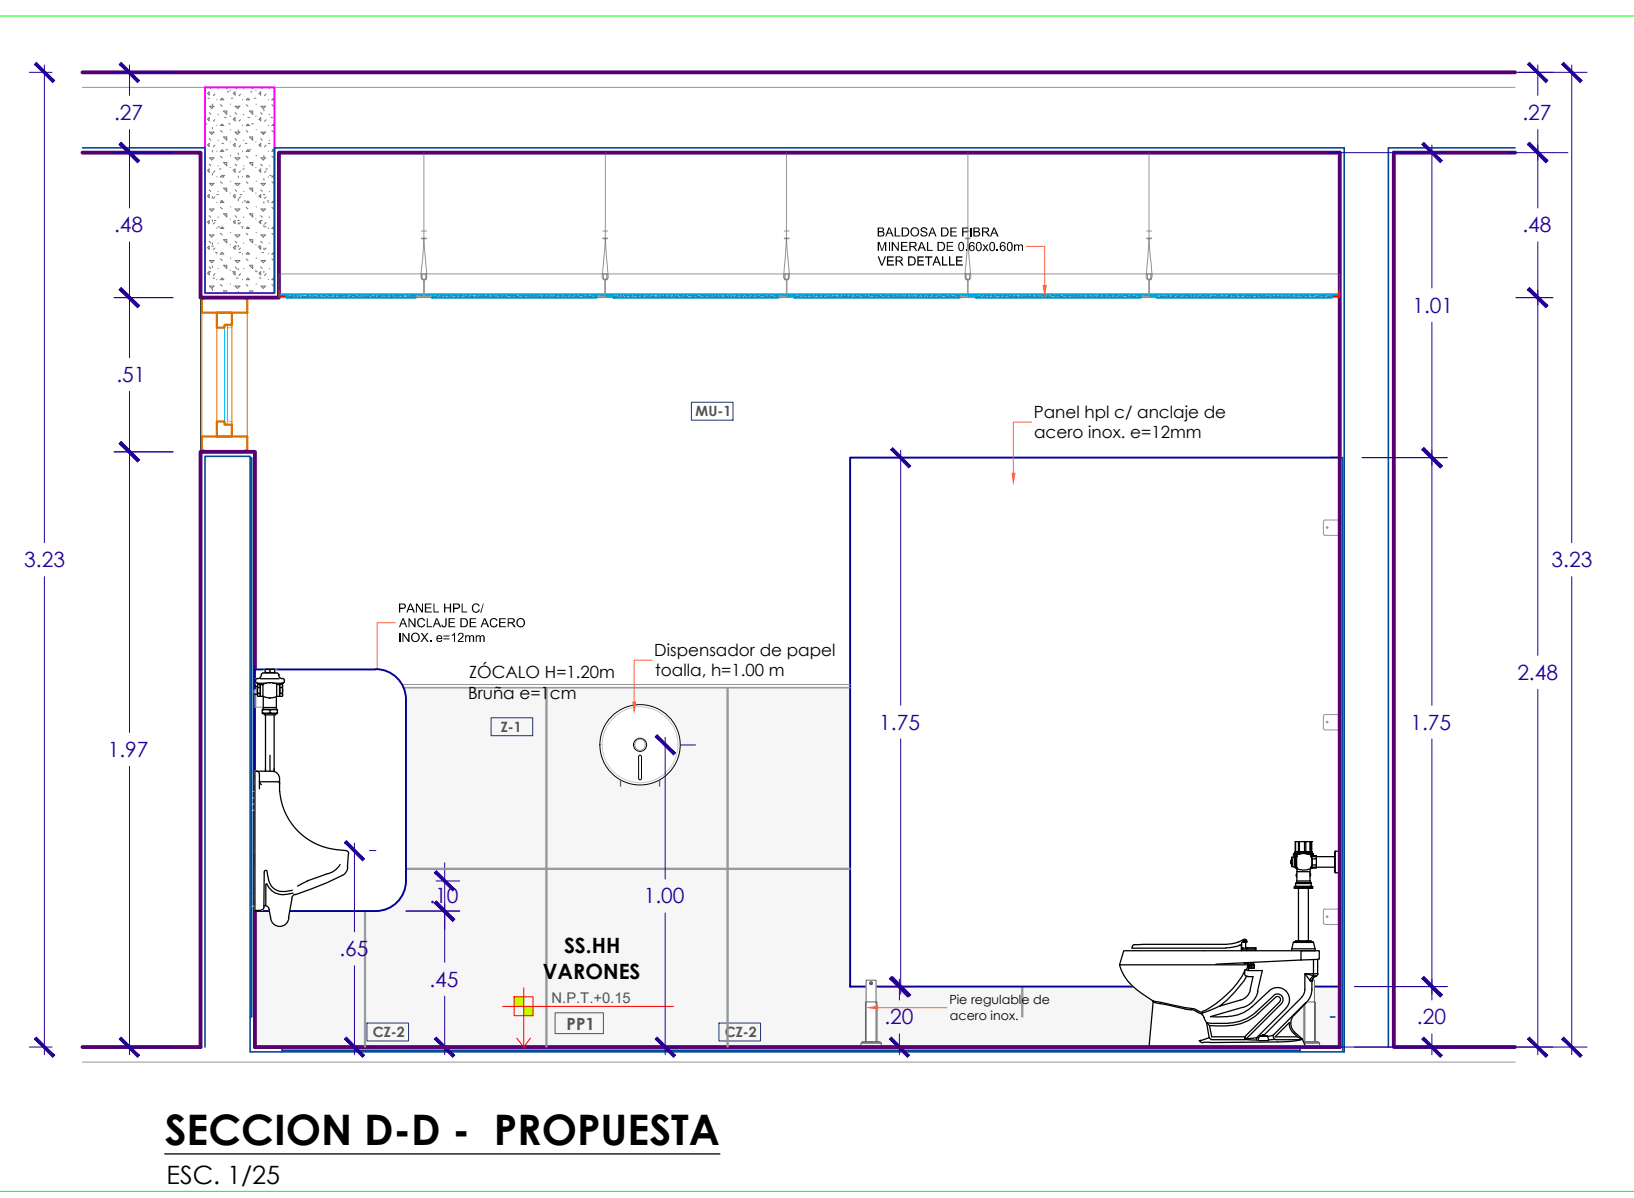 .27
.27
.48
.48
BALDOSA DE FIBRA
MINERAL DE 0.60x0.60m
VER DETALLE
1.01
.51
MU-1
Panel hpl c/ anclaje de
acero inox. e=12mm
3.23
3.23
PANEL HPL C/
ANCLAJE DE ACERO
INOX. e=12mm
Dispensador de papel
toalla, h=1.00 m
ZÓCALO H=1.20m
Bruña e=1cm
2.48
Z-1
1.75
1.75
1.97
.10
1.00
.65
.45
SS.HH
VARONES
N.P.T.+0.15
PP1
CZ-2
CZ-2
Pie regulable de
acero inox.
.20
.20
SECCION D-D - PROPUESTA
ESC. 1/25